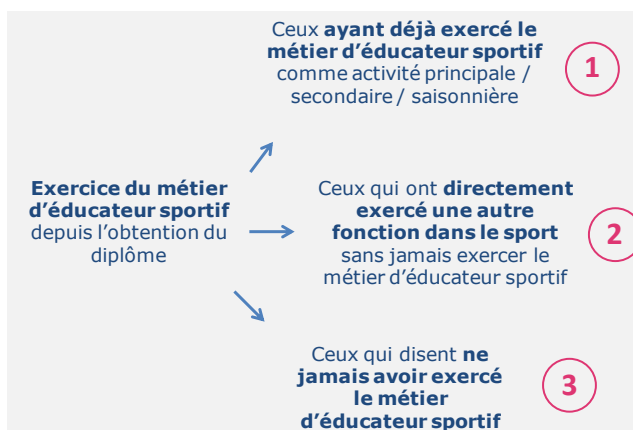 Ceux ayant déjà exercé le
métier d’éducateur sportif
comme activité principale /
secondaire / saisonnière
1
Exercice du métier
d’éducateur sportif
depuis l’obtention du
diplôme
Ceux qui ont directement
exercé une autre
fonction dans le sport
sans jamais exercer le
métier d’éducateur sportif
2
Ceux qui disent ne
jamais avoir exercé
le métier
d’éducateur sportif
3